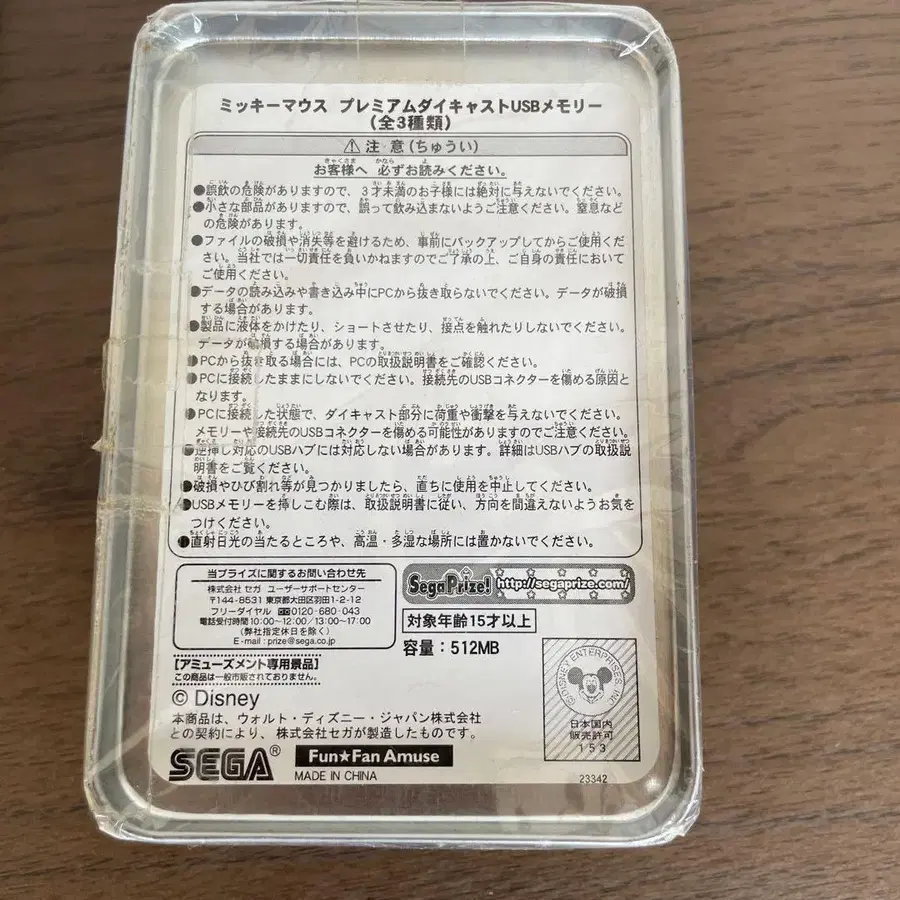 ミッキーマウス プレミアムダイキャストUSBメモリー
(全3種類)
⚠ 注 意 (ちゅうい)
お客様へ 必ずお読みください。
●誤飲の危険がありますので、3才未満のお子様には絶対に与えないでください。
●小さな部品がありますので、誤って飲み込まないようご注意ください。窒息など
の危険があります。
●ファイルの破損や消失等を避けるため、事前にバックアップしてからご使用くだ
さい。当社では一切責任を負いかねますのでご了承の上、ご自身の責任において
ご使用ください。
●データの読み込みや書き込み中にPCから抜き取らないでください。データが破損
する場合があります。
●製品に液体をかけたり、ショートさせたり、接点を触れたりしないでください。
データが破損する場合があります。
●PCから抜き取る場合には、PCの取扱説明書をご確認ください。
●PCに接続したままにしないでください。接続先のUSBコネクターを傷める原因と
なります。
●PCに接続した状態で、ダイキャスト部分に荷重や衝撃を与えないでください。
メモリーや接続先のUSBコネクターを傷める可能性がありますのでご注意ください。
●逆挿し対応のUSBハブには対応しない場合があります。詳細はUSBハブの取扱説
明書をご覧ください。
●破損やひび割れ等が見つかりましたら、直ちに使用を中止してください。
●USBメモリーを挿しこむ際は、取扱説明書に従い、方向を間違えないようお気を
つけください。
●直射日光の当たるところや、高温・多湿な場所には置かないでください。
当プライズに関するお問い合わせ先
株式会社 セガ ユーザーサポートセンター
〒144-8531 東京都大田区羽田1-2-12
フリーダイヤル 0120-680-043
電話受付時間 10:00〜12:00/13:00〜17:00
(弊社指定休日を除く)
E-mail : prize@sega.co.jp
SegaPrize! http://segaprize.com/
対象年齢15才以上
容量:512MB
【アミューズメント専用景品】
この商品は一般市販されておりません。
© Disney
本商品は、ウォルト・ディズニー・ジャパン株式会社
との契約により、株式会社セガが製造したものです。
SEGA® Fun★Fan Amuse
MADE IN CHINA
©DISNEY ENTERPRISES, INC.
日本国内
販売許可
153
23342